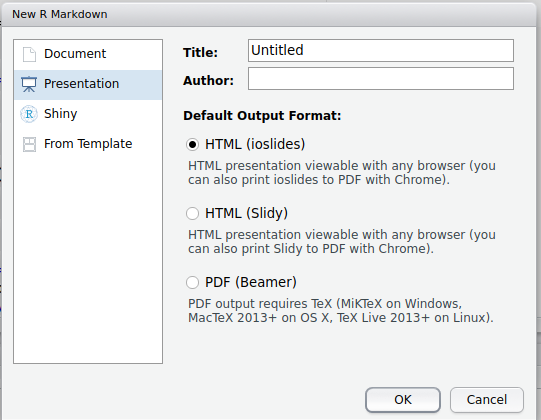 New R Markdown
Document
Presentation
R Shiny
From Template
Title: Untitled
Author:
Default Output Format:
HTML (ioslides)
HTML presentation viewable with any browser (you
can also print ioslides to PDF with Chrome).
HTML (Slidy)
HTML presentation viewable with any browser (you
can also print Slidy to PDF with Chrome).
PDF (Beamer)
PDF output requires TeX (MiKTeX on Windows,
MacTeX 2013+ on OS X, TeX Live 2013+ on Linux).
OK Cancel